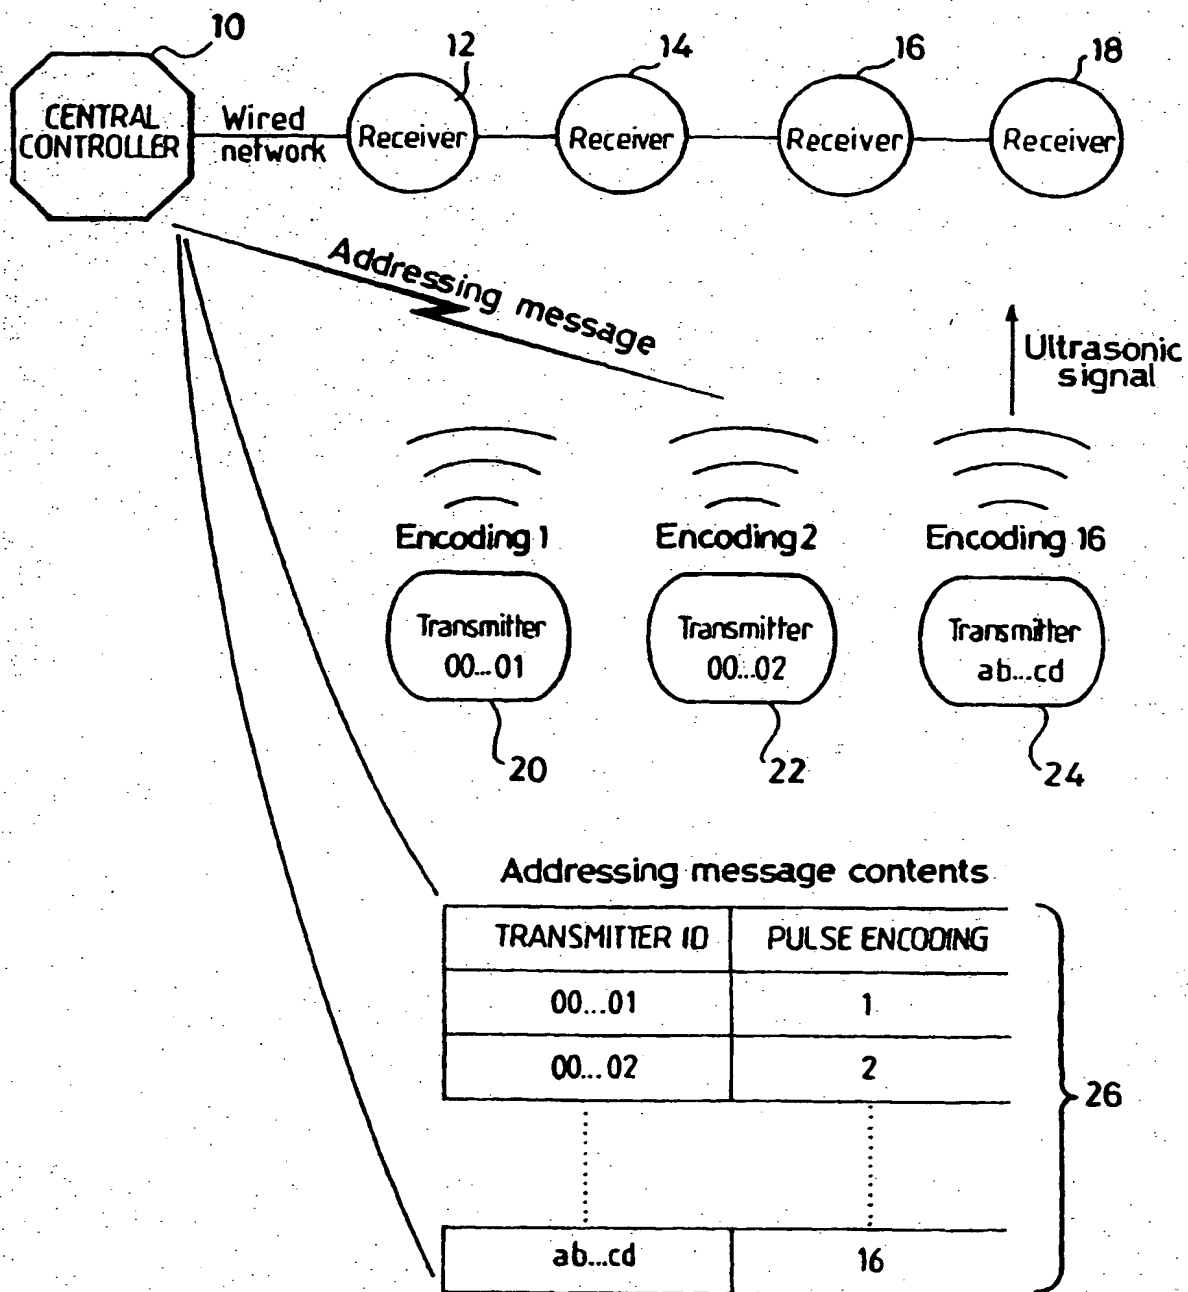 10
12
14
16
18
CENTRAL
CONTROLLER
Wired
network
Receiver
Receiver
Receiver
Receiver
Addressing message
Ultrasonic
signal
Encoding 1
Encoding 2
Encoding 16
Transmitter
00...01
Transmitter
00...02
Transmitter
ab...cd
20
22
24
Addressing message contents
TRANSMITTER ID PULSE ENCODING
00...01 1
00...02 2
26
ab...cd 16